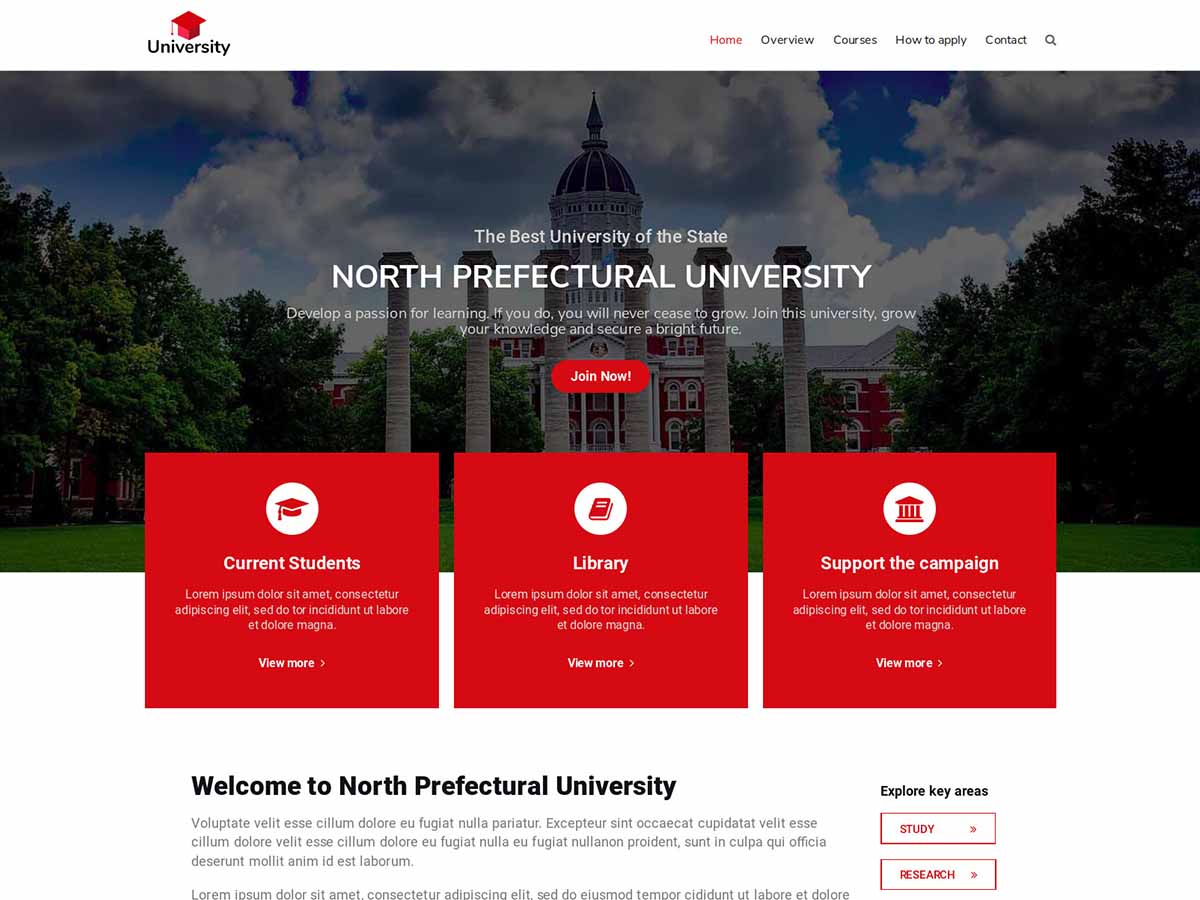 University
Home Overview Courses How to apply Contact
The Best University of the State
NORTH PREFECTURAL UNIVERSITY
Develop a passion for learning. If you do, you will never cease to grow. Join this university, grow
your knowledge and secure a bright future.
Join Now!
Current Students
Lorem ipsum dolor sit amet, consectetur
adipiscing elit, sed do tor incididunt ut labore
et dolore magna.
View more
Library
Lorem ipsum dolor sit amet, consectetur
adipiscing elit, sed do tor incididunt ut labore
et dolore magna.
View more
Support the campaign
Lorem ipsum dolor sit amet, consectetur
adipiscing elit, sed do tor incididunt ut labore
et dolore magna.
View more
Welcome to North Prefectural University
Voluptate velit esse cillum dolore eu fugiat nulla pariatur. Excepteur sint occaecat cupidatat velit esse
cillum dolore velit esse cillum dolore eu fugiat nulla eu fugiat nullanon proident, sunt in culpa qui officia
deserunt mollit anim id est laborum.
Lorem ipsum dolor sit amet, consectetur adipiscing elit, sed do eiusmod tempor cididunt ut labore et dolore
Explore key areas
STUDY »
RESEARCH »